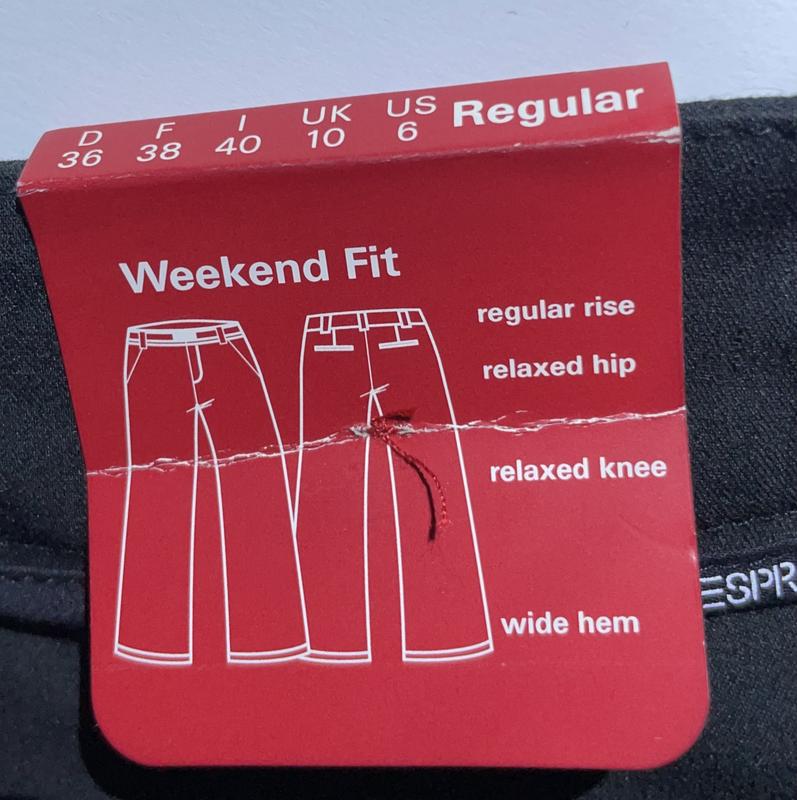 D F I UK US Regular
36 38 40 10 6
Weekend Fit
regular rise
relaxed hip
relaxed knee
wide hem
ESPR